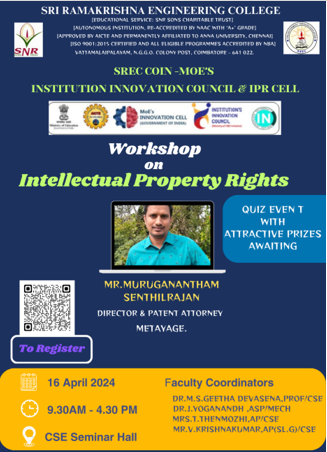 SRI RAMAKRISHNA ENGINEERING COLLEGE
[EDUCATIONAL SERVICE: SNR SONS CHARITABLE TRUST]
[AUTONOMOUS INSTITUTION, RE-ACCREDITED BY NAAC WITH 'A+' GRADE]
[APPROVED BY AICTE AND PERMANENTLY AFFILIATED TO ANNA UNIVERSITY, CHENNAI]
[ISO 9001:2015 CERTIFIED AND ALL ELIGIBLE PROGRAMMES ACCREDITED BY NBA]
VATTAMALAIPALAYAM, N.G.G.O. COLONY POST, COIMBATORE – 641 022.
SNR
SREC COIN -MOE'S
INSTITUTION INNOVATION COUNCIL & IPR CELL
MoE's
INNOVATION CELL
(GOVERNMENT OF INDIA)
INSTITUTION'S
INNOVATION
COUNCIL
Workshop
on
Intellectual Property Rights
QUIZ EVEN T
WITH
ATTRACTIVE PRIZES
AWAITING
MR.MURUGANANTHAM
SENTHILRAJAN
DIRECTOR & PATENT ATTORNEY
METAYAGE.
To Register
16 April 2024
9.30AM - 4.30 PM
CSE Seminar Hall
Faculty Coordinators
DR.M.S.GEETHA DEVASENA,PROF/CSE
DR.J.YOGANANDH ,ASP/MECH
MRS.T.THENMOZHI,AP/CSE
MR.V.KRISHNAKUMAR,AP(SL.G)/CSE